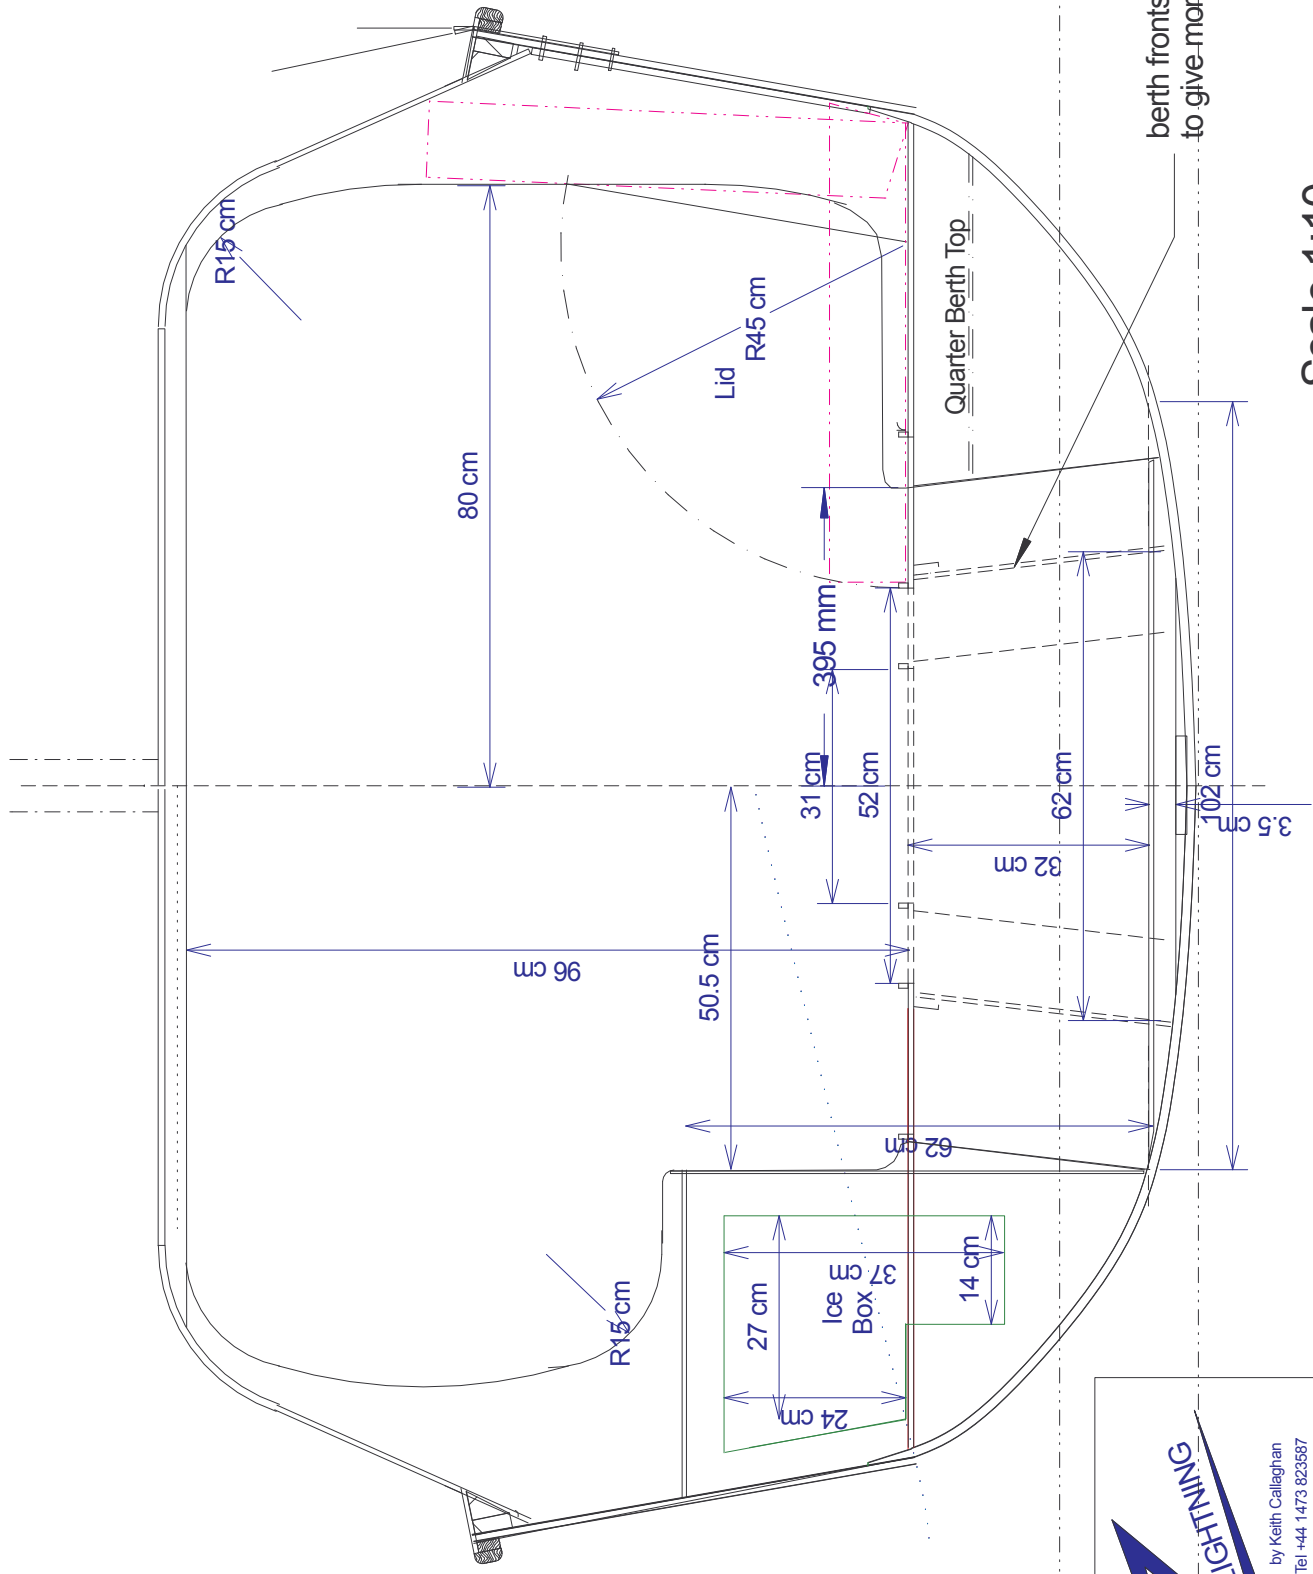 R15 cm
80 cm
Lid
R45 cm
Quarter Berth Top
berth fronts
to give mor
Scale 1:10
395 mm
31 cm
52 cm
62 cm
102 cm
3.5 cm
32 cm
96 cm
50.5 cm
62 cm
R15 cm
27 cm
37 cm
Ice
Box
14 cm
24 cm
LIGHTNING
by Keith Callaghan
Tel +44 1473 823587